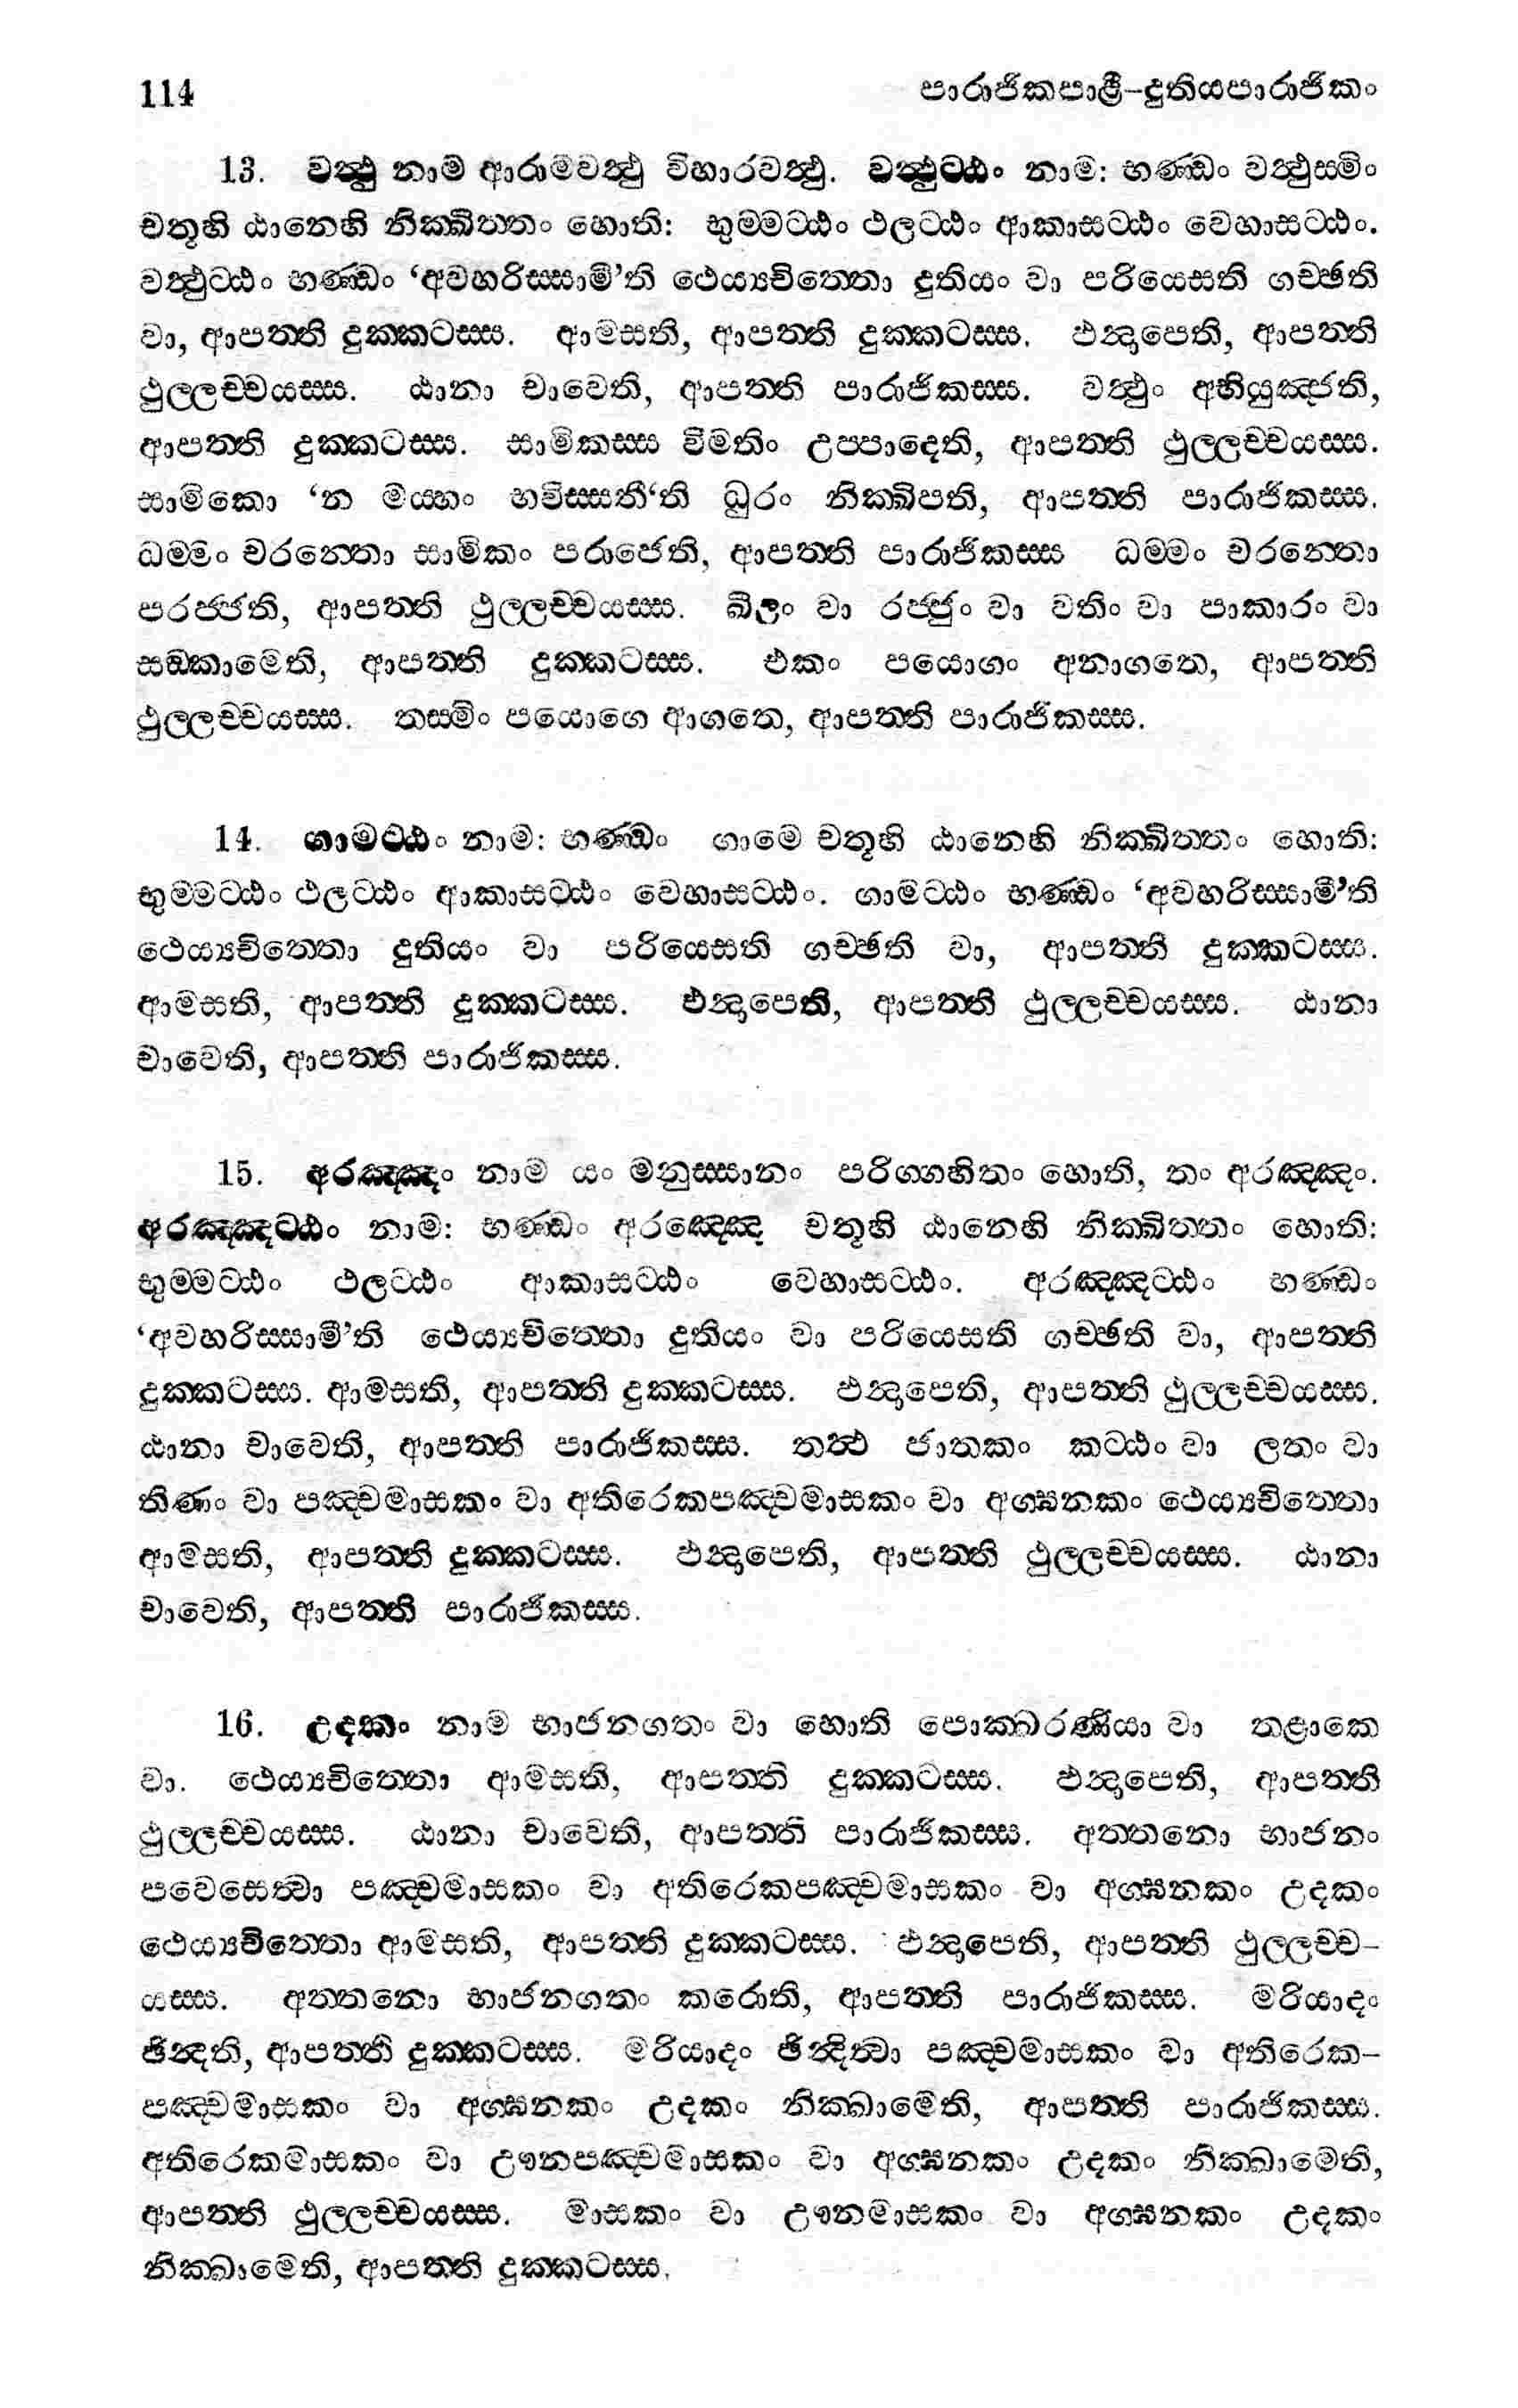 114 පාරාජිකපාළි–දුතියපාරාජිකං
13. වත්‍ථු නාම ආරාමවත්‍ථු විහාරවත්‍ථු. වත්‍ථුට්ඨං නාම: භණ්ඩං වත්‍ථුස්මිං
චතූහි ඨානෙහි නික්ඛිත්තං හොති: භුම්මට්ඨං ථලට්ඨං ආකාසට්ඨං වෙහාසට්ඨං.
වත්‍ථුට්ඨං භණ්ඩං ‘අවහරිස්සාමී’ති ථෙය්‍යචිත්තො දුතියං වා පරියෙසති ගච්ඡති
වා, ආපත්ති දුක්කටස්ස. ආමසති, ආපත්ති දුක්කටස්ස. ඵන්‍දාපෙති, ආපත්ති
ථුල්ලච්චයස්ස. ඨානා චාවෙති, ආපත්ති පාරාජිකස්ස. වත්‍ථුං අභියුඤ්ජති,
ආපත්ති දුක්කටස්ස. සාමිකස්ස විමතිං උප්පාදෙති, ආපත්ති ථුල්ලච්චයස්ස.
සාමිකො ‘න මය්හං භවිස්සතී‘ති ධුරං නික්ඛිපති, ආපත්ති පාරාජිකස්ස.
ධම්මං චරන්තො සාමිකං පරාජෙති, ආපත්ති පාරාජිකස්ස ධම්මං චරන්තො
පරජ්ජති, ආපත්ති ථුල්ලච්චයස්ස. ඛීලං වා රජ්ජුං වා වතිං වා පාකාරං වා
සඞ්කාමෙති, ආපත්ති දුක්කටස්ස. එකං පයොගං අනාගතෙ, ආපත්ති
ථුල්ලච්චයස්ස. තස්මිං පයොගෙ ආගතෙ, ආපත්ති පාරාජිකස්ස.
14. ගාමට්ඨං නාම: භණ්ඩං ගාමෙ චතූහි ඨානෙහි නික්ඛිත්තං හොති:
භුම්මට්ඨං ථලට්ඨං ආකාසට්ඨං වෙහාසට්ඨං. ගාමට්ඨං භණ්ඩං ‘අවහරිස්සාමී’ති
ථෙය්‍යචිත්තො දුතියං වා පරියෙසති ගච්ඡති වා, ආපත්ති දුක්කටස්ස.
ආමසති, ආපත්ති දුක්කටස්ස. එන්‍දාපෙති, ආපත්ති ථුල්ලච්චයස්ස. ඨානා
චාවෙති, ආපත්ති පාරාජිකස්ස.
15. අරඤ්ඤං නාම යං මනුස්සානං පරිග්ගහිතං හොති, තං අරඤ්ඤං.
අරඤ්ඤට්ඨං නාම: භණ්ඩං අරඤ්ඤෙ චතූහි ඨානෙහි නික්ඛිත්තං හොති:
භුම්මට්ඨං ථලට්ඨං ආකාසට්ඨං වෙහාසට්ඨං. අරඤ්ඤට්ඨං භණ්ඩං
‘අවහරිස්සාමී’ති ථෙය්‍යචිත්තො දුතියං වා පරියෙසති ගච්ඡති වා, ආපත්ති
දුක්කටස්ස. ආමසති, ආපත්ති දුක්කටස්ස. ඵන්‍දාපෙති, ආපත්ති ථුල්ලච්චයස්ස.
ඨානා චාවෙති, ආපත්ති පාරාජිකස්ස. තත්‍ථ ජාතකං කට්ඨං වා ලතං වා
තිණං වා පඤ්චමාසකං වා අතිරෙකපඤ්චමාසකං වා අග්ඝනකං ථෙය්‍යචිත්තො
ආමසති, ආපත්ති දුක්කටස්ස. ඵන්‍දාපෙති, ආපත්ති ථුල්ලච්චයස්ස. ඨානා
චාවෙති, ආපත්ති පාරාජිකස්ස.
16. උදකං නාම භාජනගතං වා හොති පොක්ඛරණියා වා තළාකෙ
වා. ථෙය්‍යචිත්තො ආමසති, ආපත්ති දුක්කටස්ස. ඵන්‍දාපෙති, ආපත්ති
ථුල්ලච්චයස්ස. ඨානා චාවෙති, ආපත්ති පාරාජිකස්ස. අත්තනො භාජනං
පවෙසෙත්‍වා පඤ්චමාසකං වා අතිරෙකපඤ්චමාසකං වා අග්ඝනකං උදකං
ථෙය්‍යචිත්තො ආමසති, ආපත්ති දුක්කටස්ස. ඵන්‍දාපෙති, ආපත්ති ථුල්ලච්ච–
යස්ස. අත්තනො භාජනගතං කරොති, ආපත්ති පාරාජිකස්ස. මරියාදං
ඡින්‍දති, ආපත්ති දුක්කටස්ස. මරියාදං ඡින්‍දිත්‍වා පඤ්චමාසකං වා අතිරෙක–
පඤ්චමාසකං වා අග්ඝනකං උදකං නික්ඛාමෙති, ආපත්ති පාරාජිකස්ස.
අතිරෙකමාසකං වා ඌනපඤ්චමාසකං වා අග්ඝනකං උදකං නික්ඛාමෙති,
ආපත්ති ථුල්ලච්චයස්ස. මාසකං වා ඌනමාසකං වා අග්ඝනකං උදකං
නික්ඛාමෙති, ආපත්ති දුක්කටස්ස.